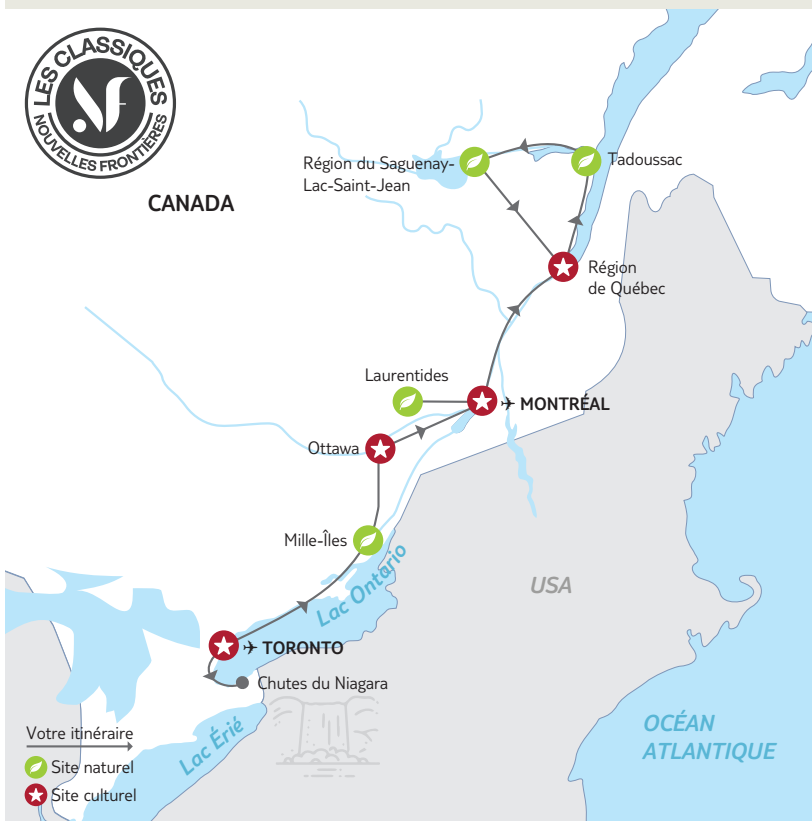 LES CLASSIQUES
NF
NOUVELLES FRONTIÈRES
CANADA
Région du Saguenay-
Lac-Saint-Jean
Tadoussac
Région
de Québec
Laurentides
MONTRÉAL
Ottawa
Mille-Îles
Lac Ontario
USA
TORONTO
Chutes du Niagara
Lac Érié
OCÉAN
ATLANTIQUE
Votre itinéraire
Site naturel
Site culturel